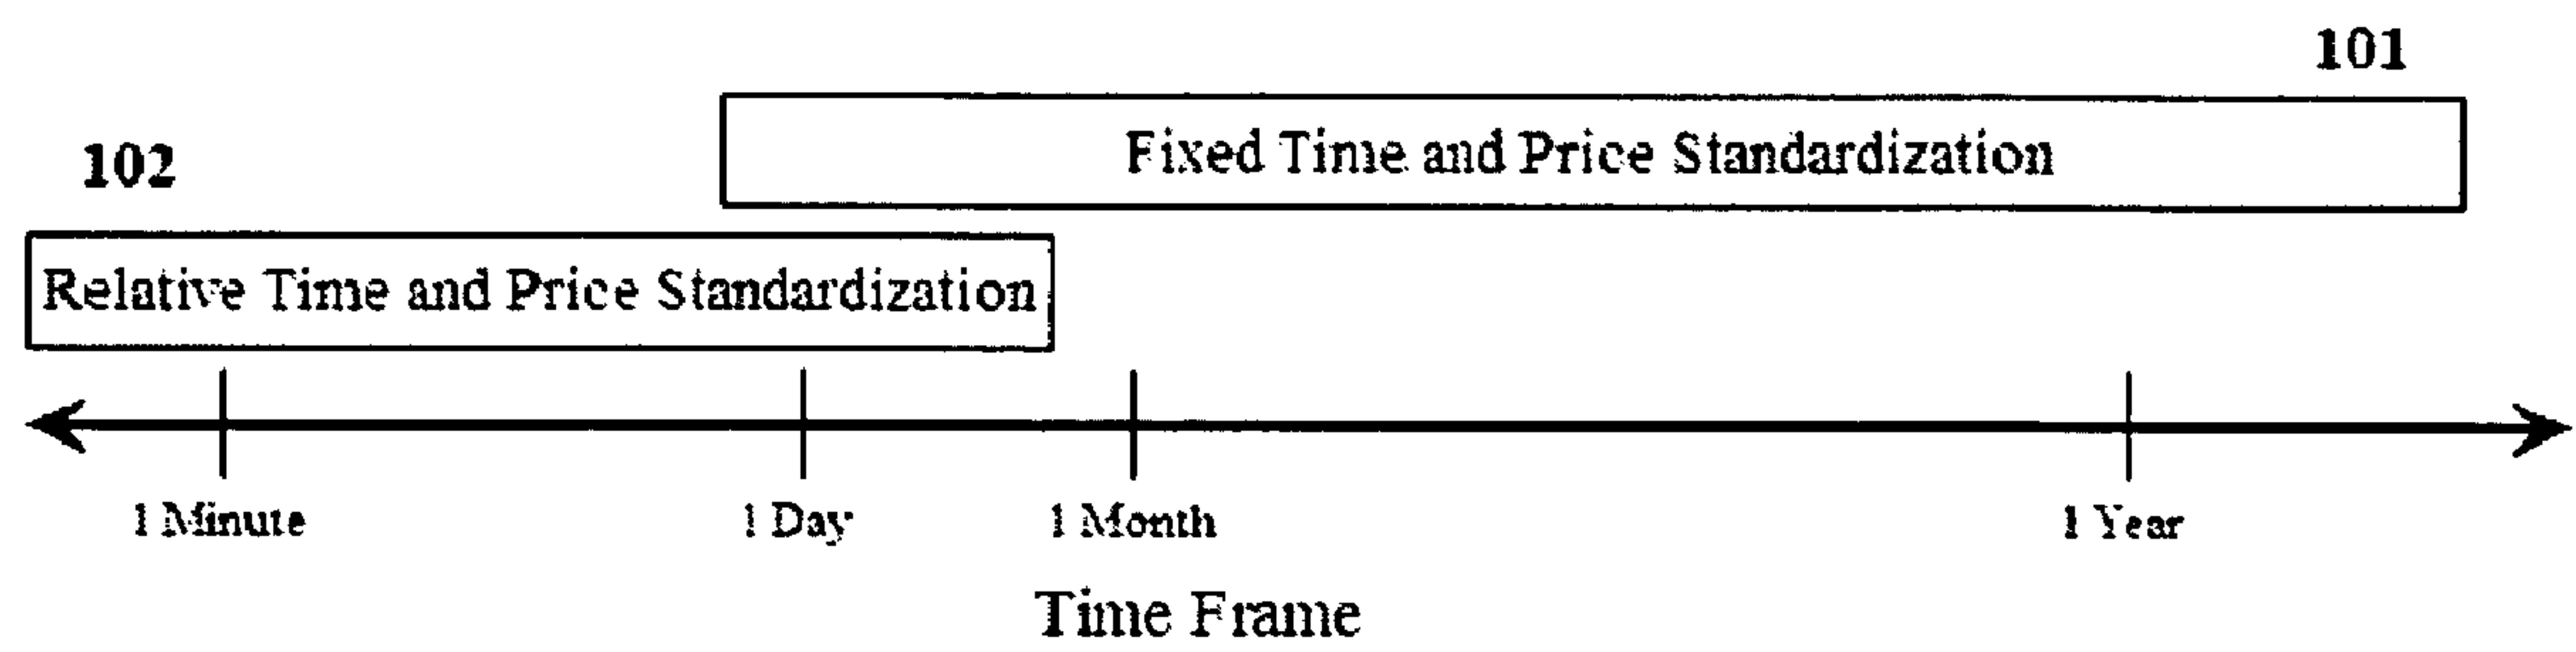 101
Fixed Time and Price Standardization
102
Relative Time and Price Standardization
1 Minute
1 Day
1 Month
1 Year
Time Frame